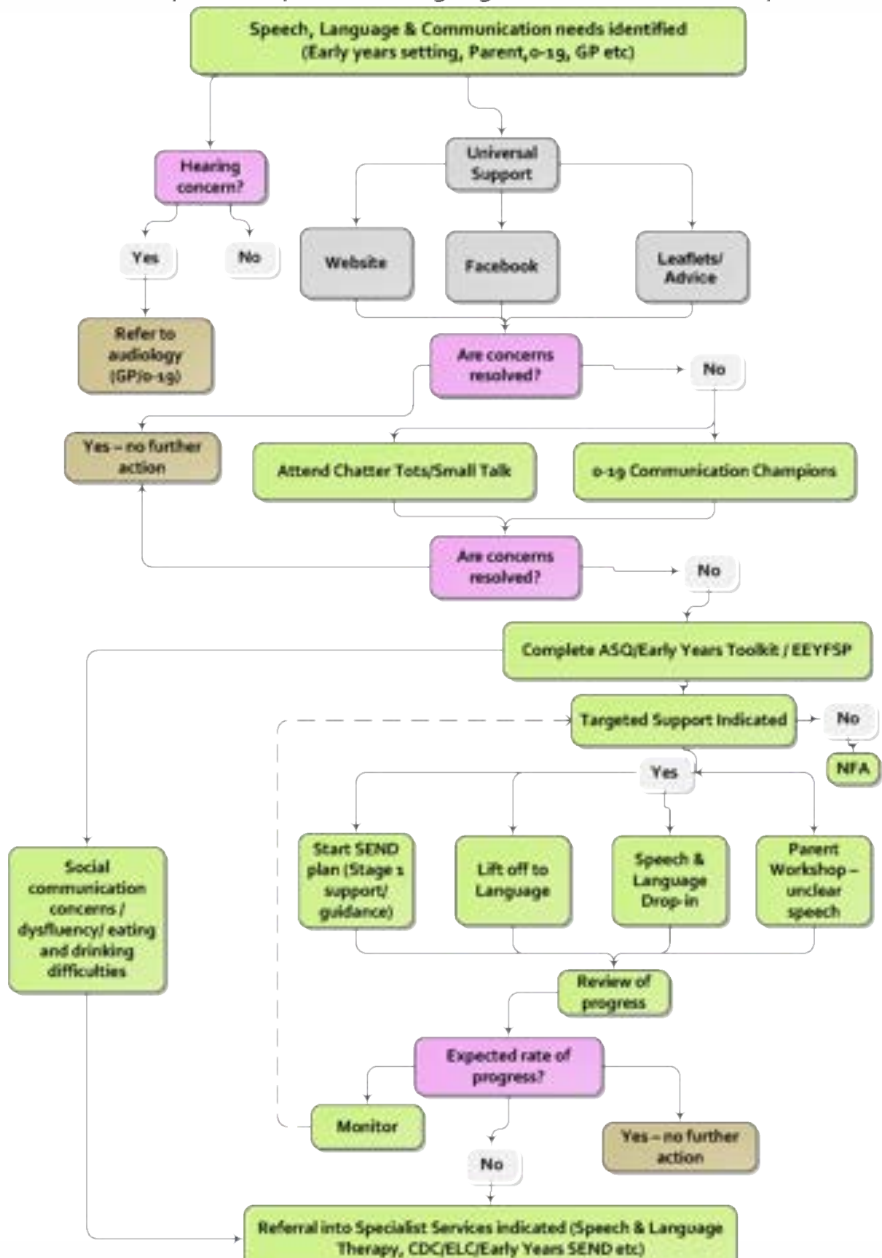 Speech, Language & Communication needs identified
(Early years setting, Parent,0-19, GP etc)
Hearing
concern?
Universal
Support
Yes
No
Website
Facebook
Leaflets/
Advice
Refer to
audiology
(GP/0-19)
Are concerns
resolved?
No
Yes – no further
action
Attend Chatter Tots/Small Talk
0-19 Communication Champions
Are concerns
resolved?
No
Complete ASQ/Early Years Toolkit / EEYFSP
Targeted Support Indicated
No
NFA
Yes
Start SEND
plan (Stage 1
support/
guidance)
Lift off to
Language
Speech &
Language
Drop-in
Parent
Workshop –
unclear
speech
Social
communication
concerns /
dysfluency/ eating
and drinking
difficulties
Review of
progress
Expected rate of
progress?
Monitor
Yes – no further
action
No
Referral into Specialist Services indicated (Speech & Language
Therapy, CDC/ELC/Early Years SEND etc)